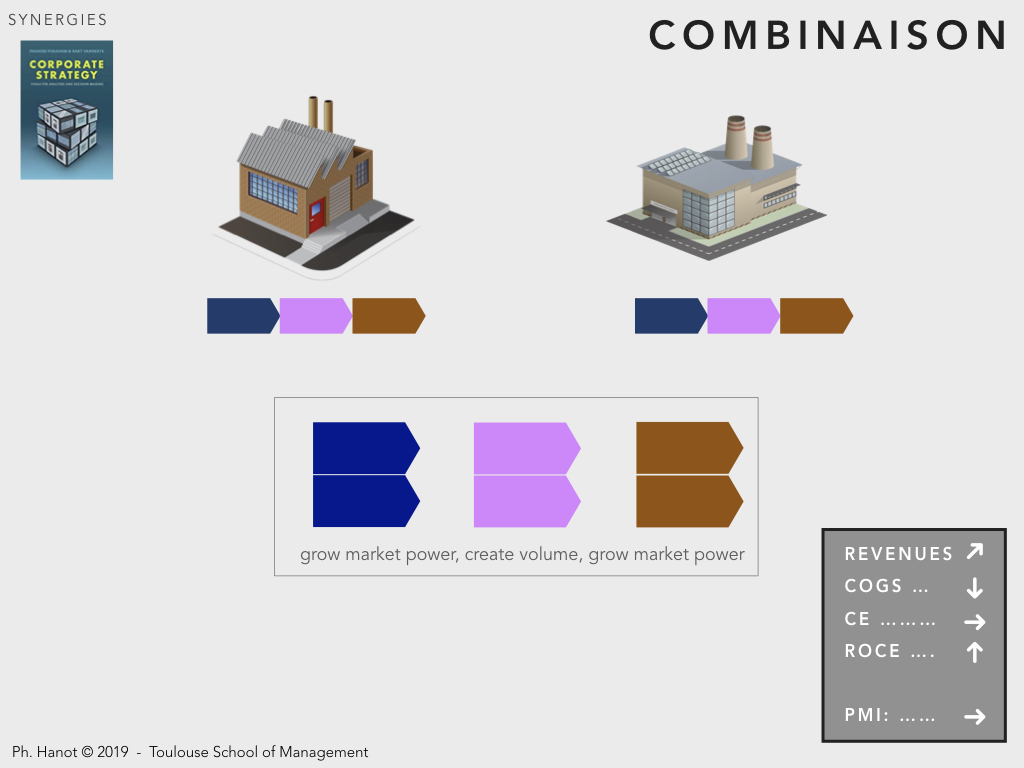 SYNERGIES
COMBINAISON
CORPORATE
STRATEGY
grow market power, create volume, grow market power
REVENUES
COGS ...
CE .........
ROCE ....
PMI: ......
Ph. Hanot © 2019 - Toulouse School of Management